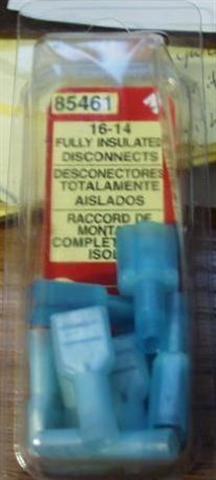 85461
16-14
FULLY INSULATED
DISCONNECTS
DESCONECTORES
TOTALAMENTE
AISLADOS
RACCORD DE
MONTA
COMPLET
ISOL